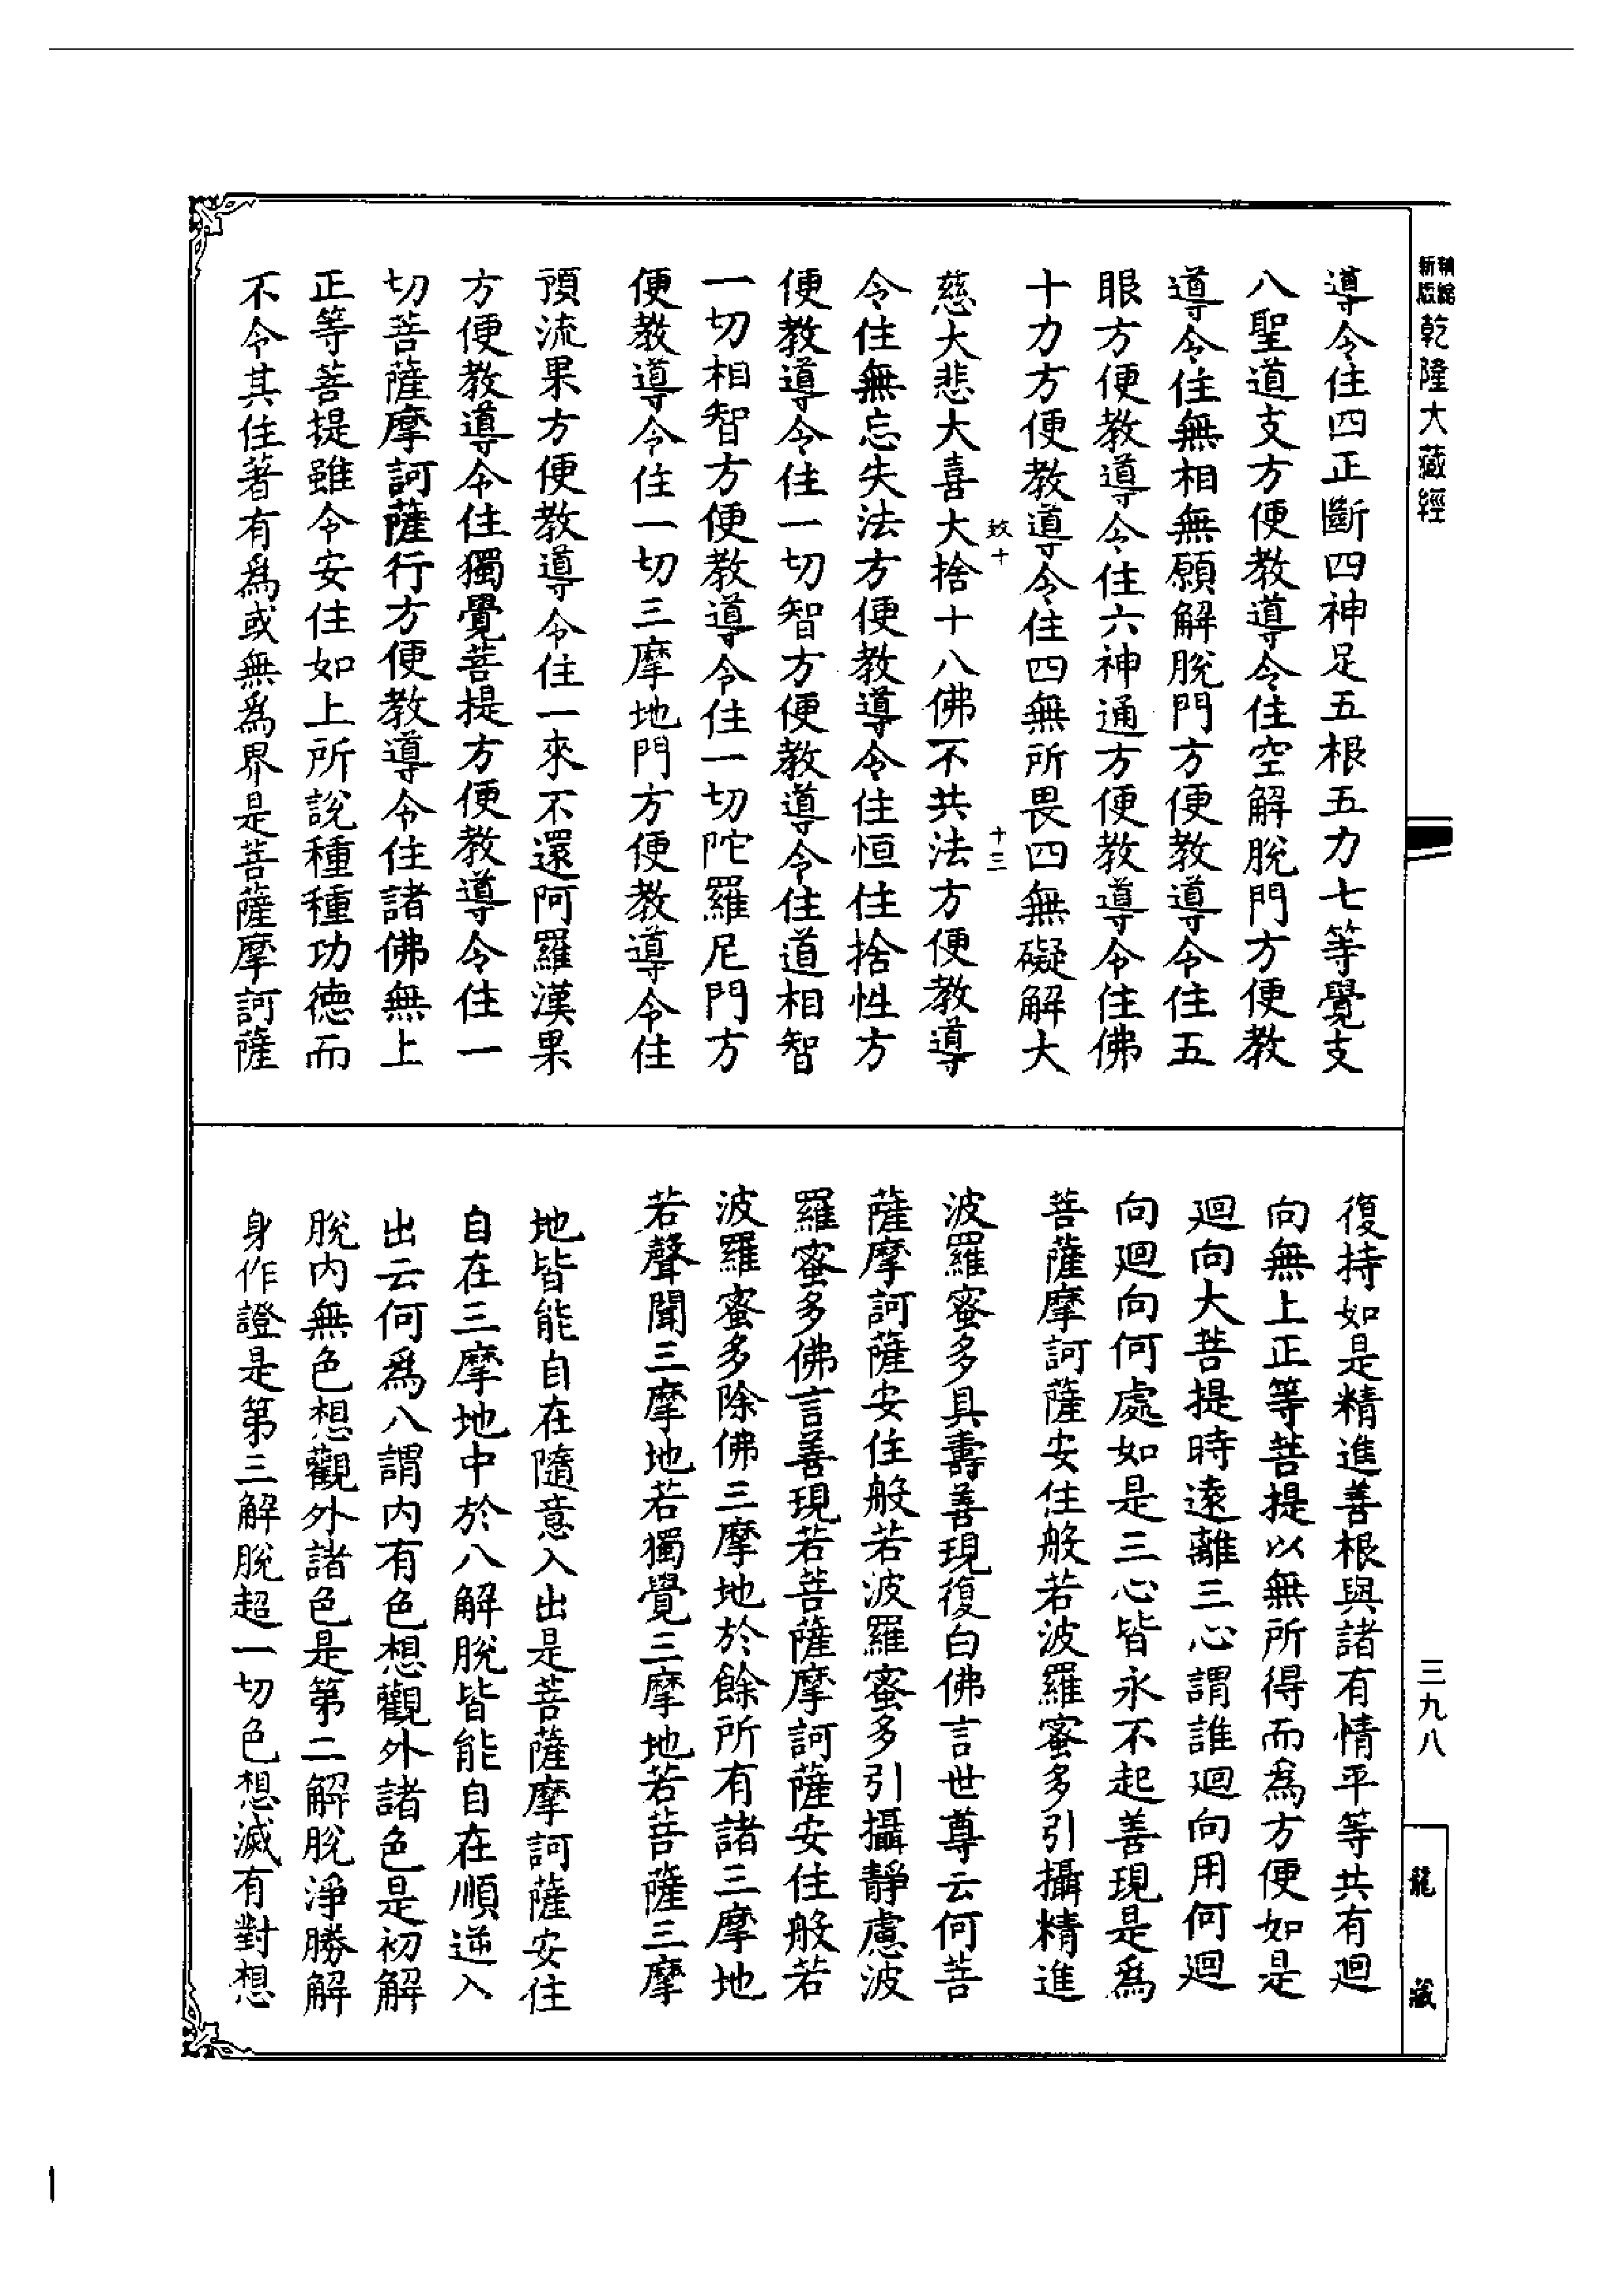 新編縮版
乾隆大藏經
導令住四正斷四神足五根五力七等覺支
八聖道支方便教導令住空解脫門方便教
導令住無相無願解脫門方便教導令住五
眼方便教導令住六神通方便教導令住佛
十力方便教導令住四無所畏四無礙解大
致十
十三
慈大悲大喜大捨十八佛不共法方便教導
令住無忘失法方便教導令住恒住捨性方
便教導令住一切智方便教導令住道相智
一切相智方便教導令住一切陀羅尼門方
便教導令住一切三摩地門方便教導令住
預流果方便教導令住一來不還阿羅漢果
方便教導令住獨覺菩提方便教導令住一
切菩薩摩訶薩行方便教導令住諸佛無上
正等菩提雖令安住如上所說種種功德而
不令其住著有為或無為界是菩薩摩訶薩
復持如是精進善根與諸有情平等共有迴
向無上正等菩提以無所得而為方便如是
迴向大菩提時遠離三心謂誰迴向用何迴
向迴向何處如是三心皆永不起善現是為
菩薩摩訶薩安住般若波羅蜜多引攝精進
波羅蜜多具壽善現復白佛言世尊云何菩
薩摩訶薩安住般若波羅蜜多引攝靜慮波
羅蜜多佛言善現若菩薩摩訶薩安住般若
波羅蜜多除佛三摩地於餘所有諸三摩地
若聲聞三摩地若獨覺三摩地若菩薩三摩
地皆能自在隨意入出是菩薩摩訶薩安住
自在三摩地中於八解脫皆能自在順逆入
出云何為八謂內有色想觀外諸色是初解
脫內無色想觀外諸色是第二解脫淨勝解
身作證是第三解脫超一切色想滅有對想
三九八
龍藏